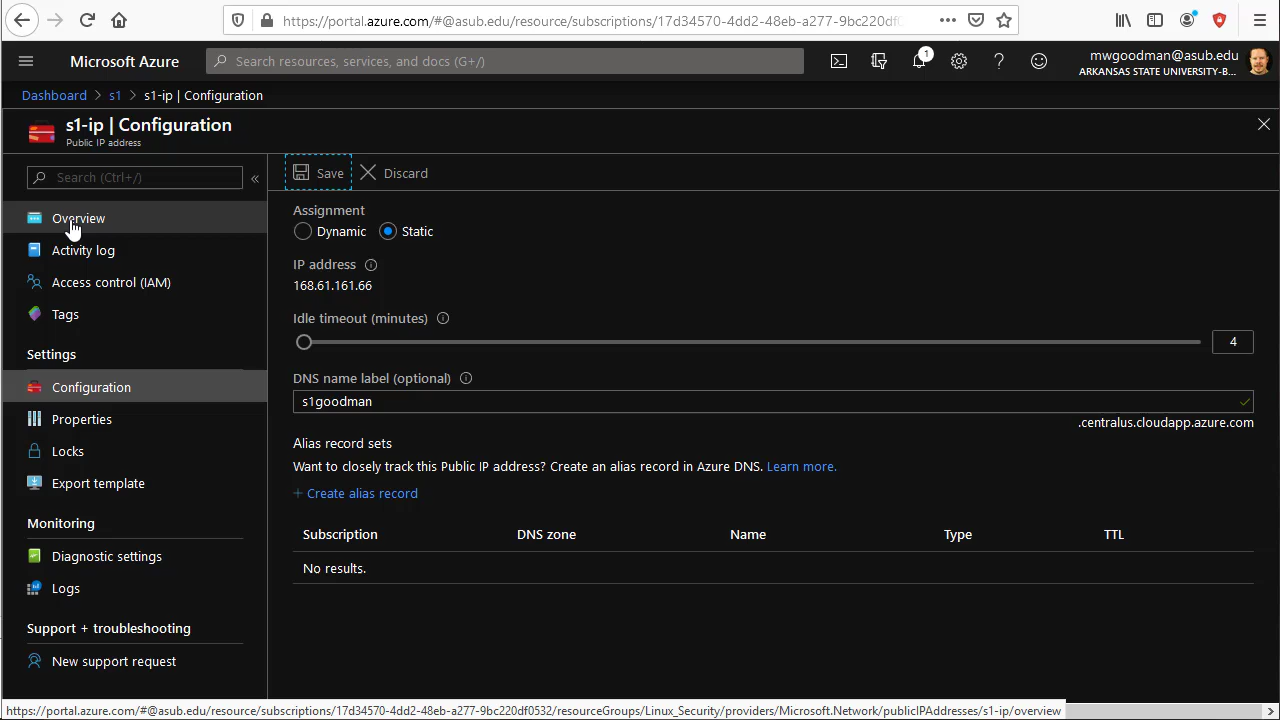 https://portal.azure.com/#@asub.edu/resource/subscriptions/17d34570-4dd2-48eb-a277-9bc220df0
Microsoft Azure
Search resources, services, and docs (G+/)
1
mwgoodman@asub.edu
ARKANSAS STATE UNIVERSITY-B...
Dashboard > s1 > s1-ip | Configuration
s1-ip | Configuration
Public IP address
Search (Ctrl+/)
«
Save
Discard
Overview
Activity log
Access control (IAM)
Tags
Settings
Configuration
Properties
Locks
Export template
Monitoring
Diagnostic settings
Logs
Support + troubleshooting
New support request
Assignment
Dynamic
Static
IP address
168.61.161.66
Idle timeout (minutes)
4
DNS name label (optional)
s1goodman
.centralus.cloudapp.azure.com
Alias record sets
Want to closely track this Public IP address? Create an alias record in Azure DNS. Learn more.
+ Create alias record
Subscription DNS zone Name Type TTL
No results.
https://portal.azure.com/#@asub.edu/resource/subscriptions/17d34570-4dd2-48eb-a277-9bc220df0532/resourceGroups/Linux_Security/providers/Microsoft.Network/publicIPAddresses/s1-ip/overview